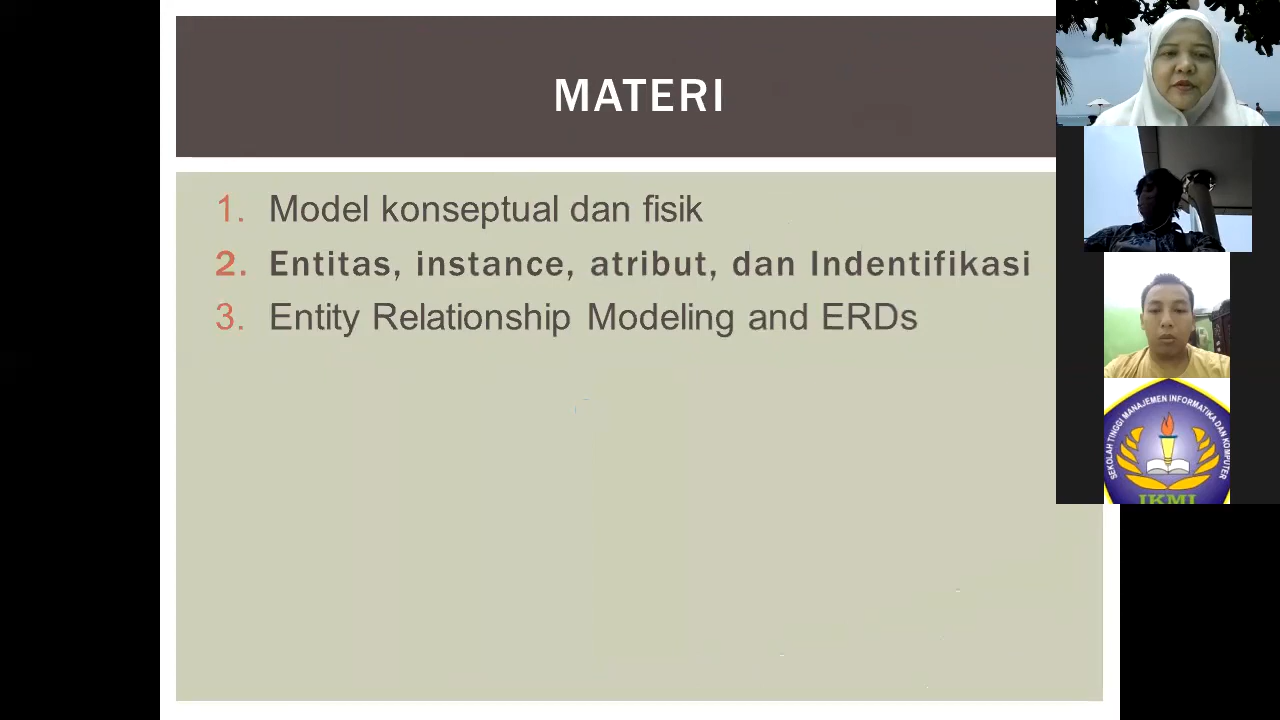 MATERI
1. Model konseptual dan fisik
2. Entitas, instance, atribut, dan Indentifikasi
3. Entity Relationship Modeling and ERDs
SEKOLAH TINGGI MANAJEMEN INFORMATIKA DAN KOMPUTER
IKMI